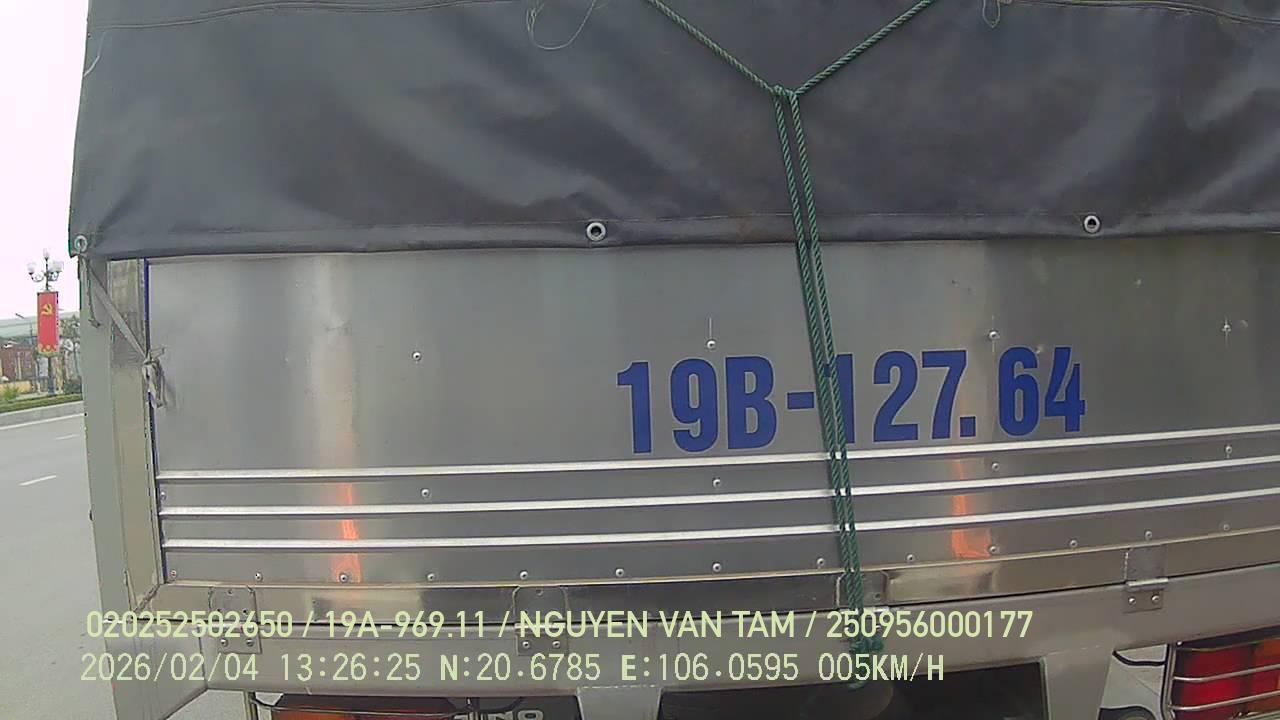 19B-127.64
020252502650 / 19A-969.11 / NGUYEN VAN TAM / 250956000177
2026/02/04 13:26:25 N:20.6785 E:106.0595 005KM/H